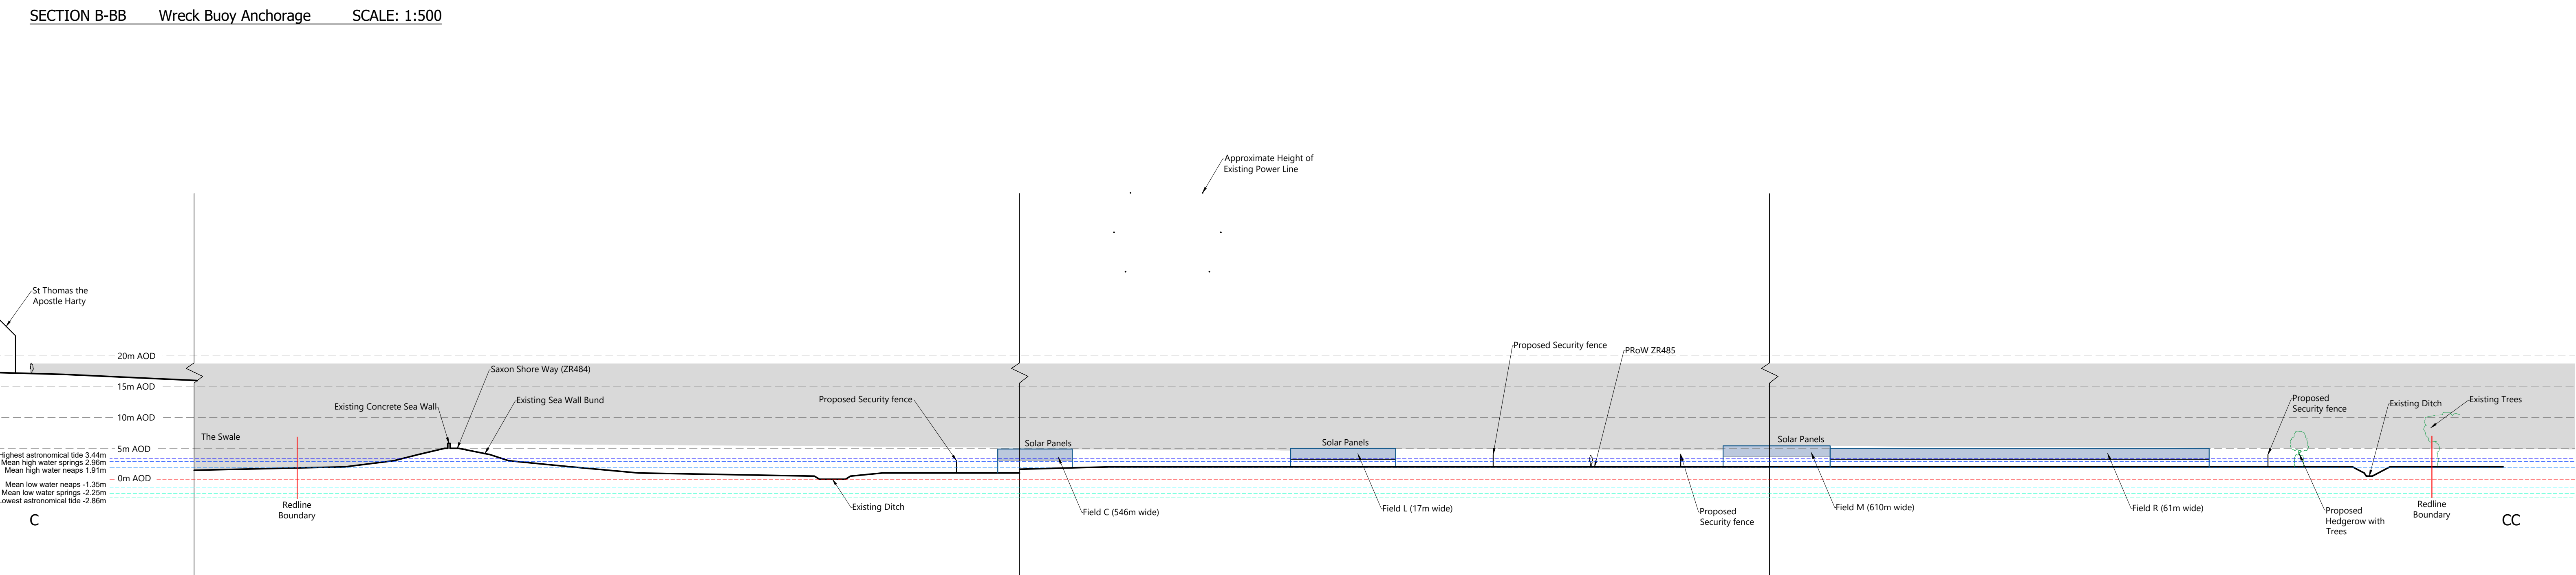 SECTION B-BB Wreck Buoy Anchorage SCALE: 1:500
Approximate Height of
Existing Power Line
St Thomas the
Apostle Harty
20m AOD
15m AOD
10m AOD
5m AOD
0m AOD
Highest astronomical tide 3.44m
Mean high water springs 2.96m
Mean high water neaps 1.91m
Mean low water neaps -1.35m
Mean low water springs -2.25m
Lowest astronomical tide -2.86m
C
The Swale
Redline
Boundary
Existing Concrete Sea Wall
Saxon Shore Way (ZR484)
Existing Sea Wall Bund
Proposed Security fence
Existing Ditch
Solar Panels
Field C (546m wide)
Solar Panels
Field L (17m wide)
Proposed Security fence
PRoW ZR485
Proposed
Security fence
Solar Panels
Field M (610m wide)
Field R (61m wide)
Proposed
Security fence
Proposed
Hedgerow with
Trees
Existing Ditch
Existing Trees
Redline
Boundary
CC